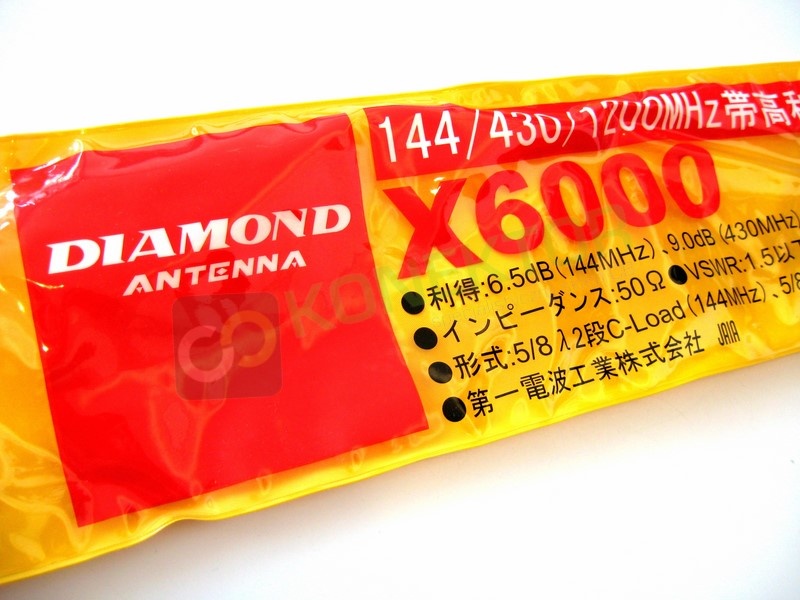 DIAMOND
ANTENNA
144/430/1200MHz帯高利
X6000
●利得:6.5dB(144MHz)、9.0dB(430MHz)
●インピーダンス:50Ω ●VSWR:1.5以下
●形式:5/8λ2段C-Load(144MHz)、5/8
●第一電波工業株式会社 JAIA